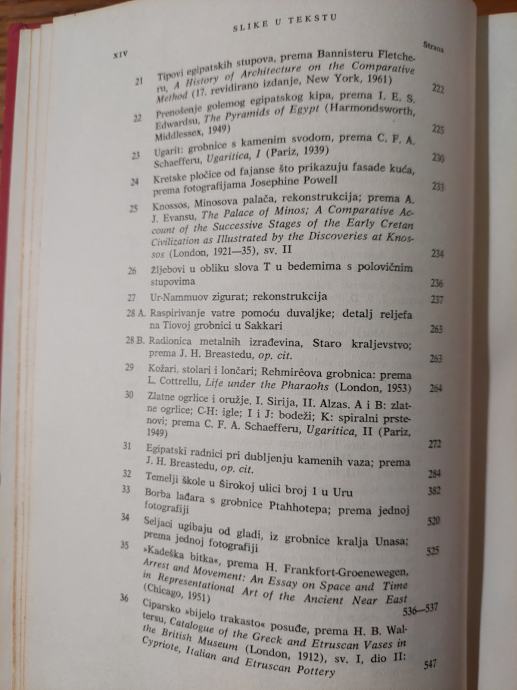 XIV
SLIKE U TEKSTU
Strana
21 Tipovi egipatskih stupova, prema Bannisteru Fletche-
ru, A History of Architecture on the Comparative
Method (17. revidirano izdanje, New York, 1961) 222
22 Prenošenje golemog egipatskog kipa, prema I. E. S.
Edwardsu, The Pyramids of Egypt (Harmondsworth,
Middlessex, 1949) 225
23 Ugarit: grobnice s kamenim svodom, prema C. F. A.
Schaefferu, Ugaritica, I (Pariz, 1939) 230
24 Kretske pločice od fajanse što prikazuju fasade kuća,
prema fotografijama Josephine Powell 231
25 Knossos, Minosova palača, rekonstrukcija; prema A.
J. Evansu, The Palace of Minos; A Comparative Ac-
count of the Successive Stages of the Early Cretan
Civilization as Illustrated by the Discoveries at Knos-
sos (London, 1921—35), sv. II 234
26 Žljebovi u obliku slova T u bedemima s polovičnim
stupovima 236
27 Ur-Nammuov zigurat; rekonstrukcija 237
28 A. Raspirivanje vatre pomoću duvaljke; detalj reljefa
na Tiovoj grobnici u Sakkari 263
28 B. Radionica metalnih izrađevina, Staro kraljevstvo;
prema J. H. Breastedu, op. cit. 263
29 Kožari, stolari i lončari; Rehmirêova grobnica: prema
L. Cottrellu, Life under the Pharaohs (London, 1953) 264
30 Zlatne ogrlice i oružje, I. Sirija, II. Alzas. A i B: zlat-
ne ogrlice; C-H: igle; I i J: bodeži; K: spiralni prste-
novi; prema C. F. A. Schaefferu, Ugaritica, II (Pariz,
1949) 272
31 Egipatski radnici pri dubljenju kamenih vaza; prema
J. H. Breastedu, op. cit. 284
32 Temelji škole u Širokoj ulici broj 1 u Uru 382
33 Borba lađara s grobnice Ptahhotepa; prema jednoj
fotografiji 520
34 Seljaci ugibaju od gladi, iz grobnice kralja Unasa;
prema jednoj fotografiji 525
35 »Kadeška bitka«, prema H. Frankfort-Groenewegen,
Arrest and Movement: An Essay on Space and Time
in Representational Art of the Ancient Near East
(Chicago, 1951) 536—537
36 Ciparsko »bijelo trakasto« posuđe, prema H. B. Wal-
tersu, Catalogue of the Greck and Etruscan Vases in
the British Museum (London, 1912), sv. I, dio II:
Cypriote, Italian and Etruscan Pottery 547